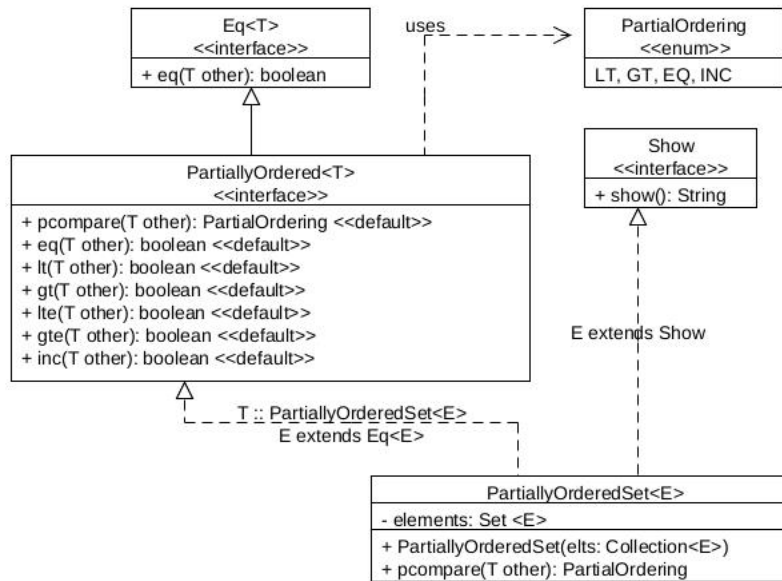 Eq<T>
<<interface>>
+ eq(T other): boolean
uses
PartialOrdering
<<enum>>
LT, GT, EQ, INC
PartiallyOrdered<T>
<<interface>>
+ pcompare(T other): PartialOrdering <<default>>
+ eq(T other): boolean <<default>>
+ lt(T other): boolean <<default>>
+ gt(T other): boolean <<default>>
+ lte(T other): boolean <<default>>
+ gte(T other): boolean <<default>>
+ inc(T other): boolean <<default>>
Show
<<interface>>
+ show(): String
E extends Show
T :: PartiallyOrderedSet<E>
E extends Eq<E>
PartiallyOrderedSet<E>
- elements: Set <E>
+ PartiallyOrderedSet(elts: Collection<E>)
+ pcompare(T other): PartialOrdering